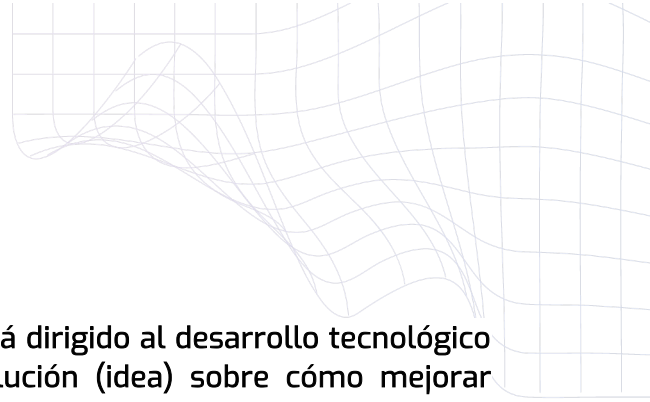 á dirigido al desarrollo tecnológico
lución (idea) sobre cómo mejorar